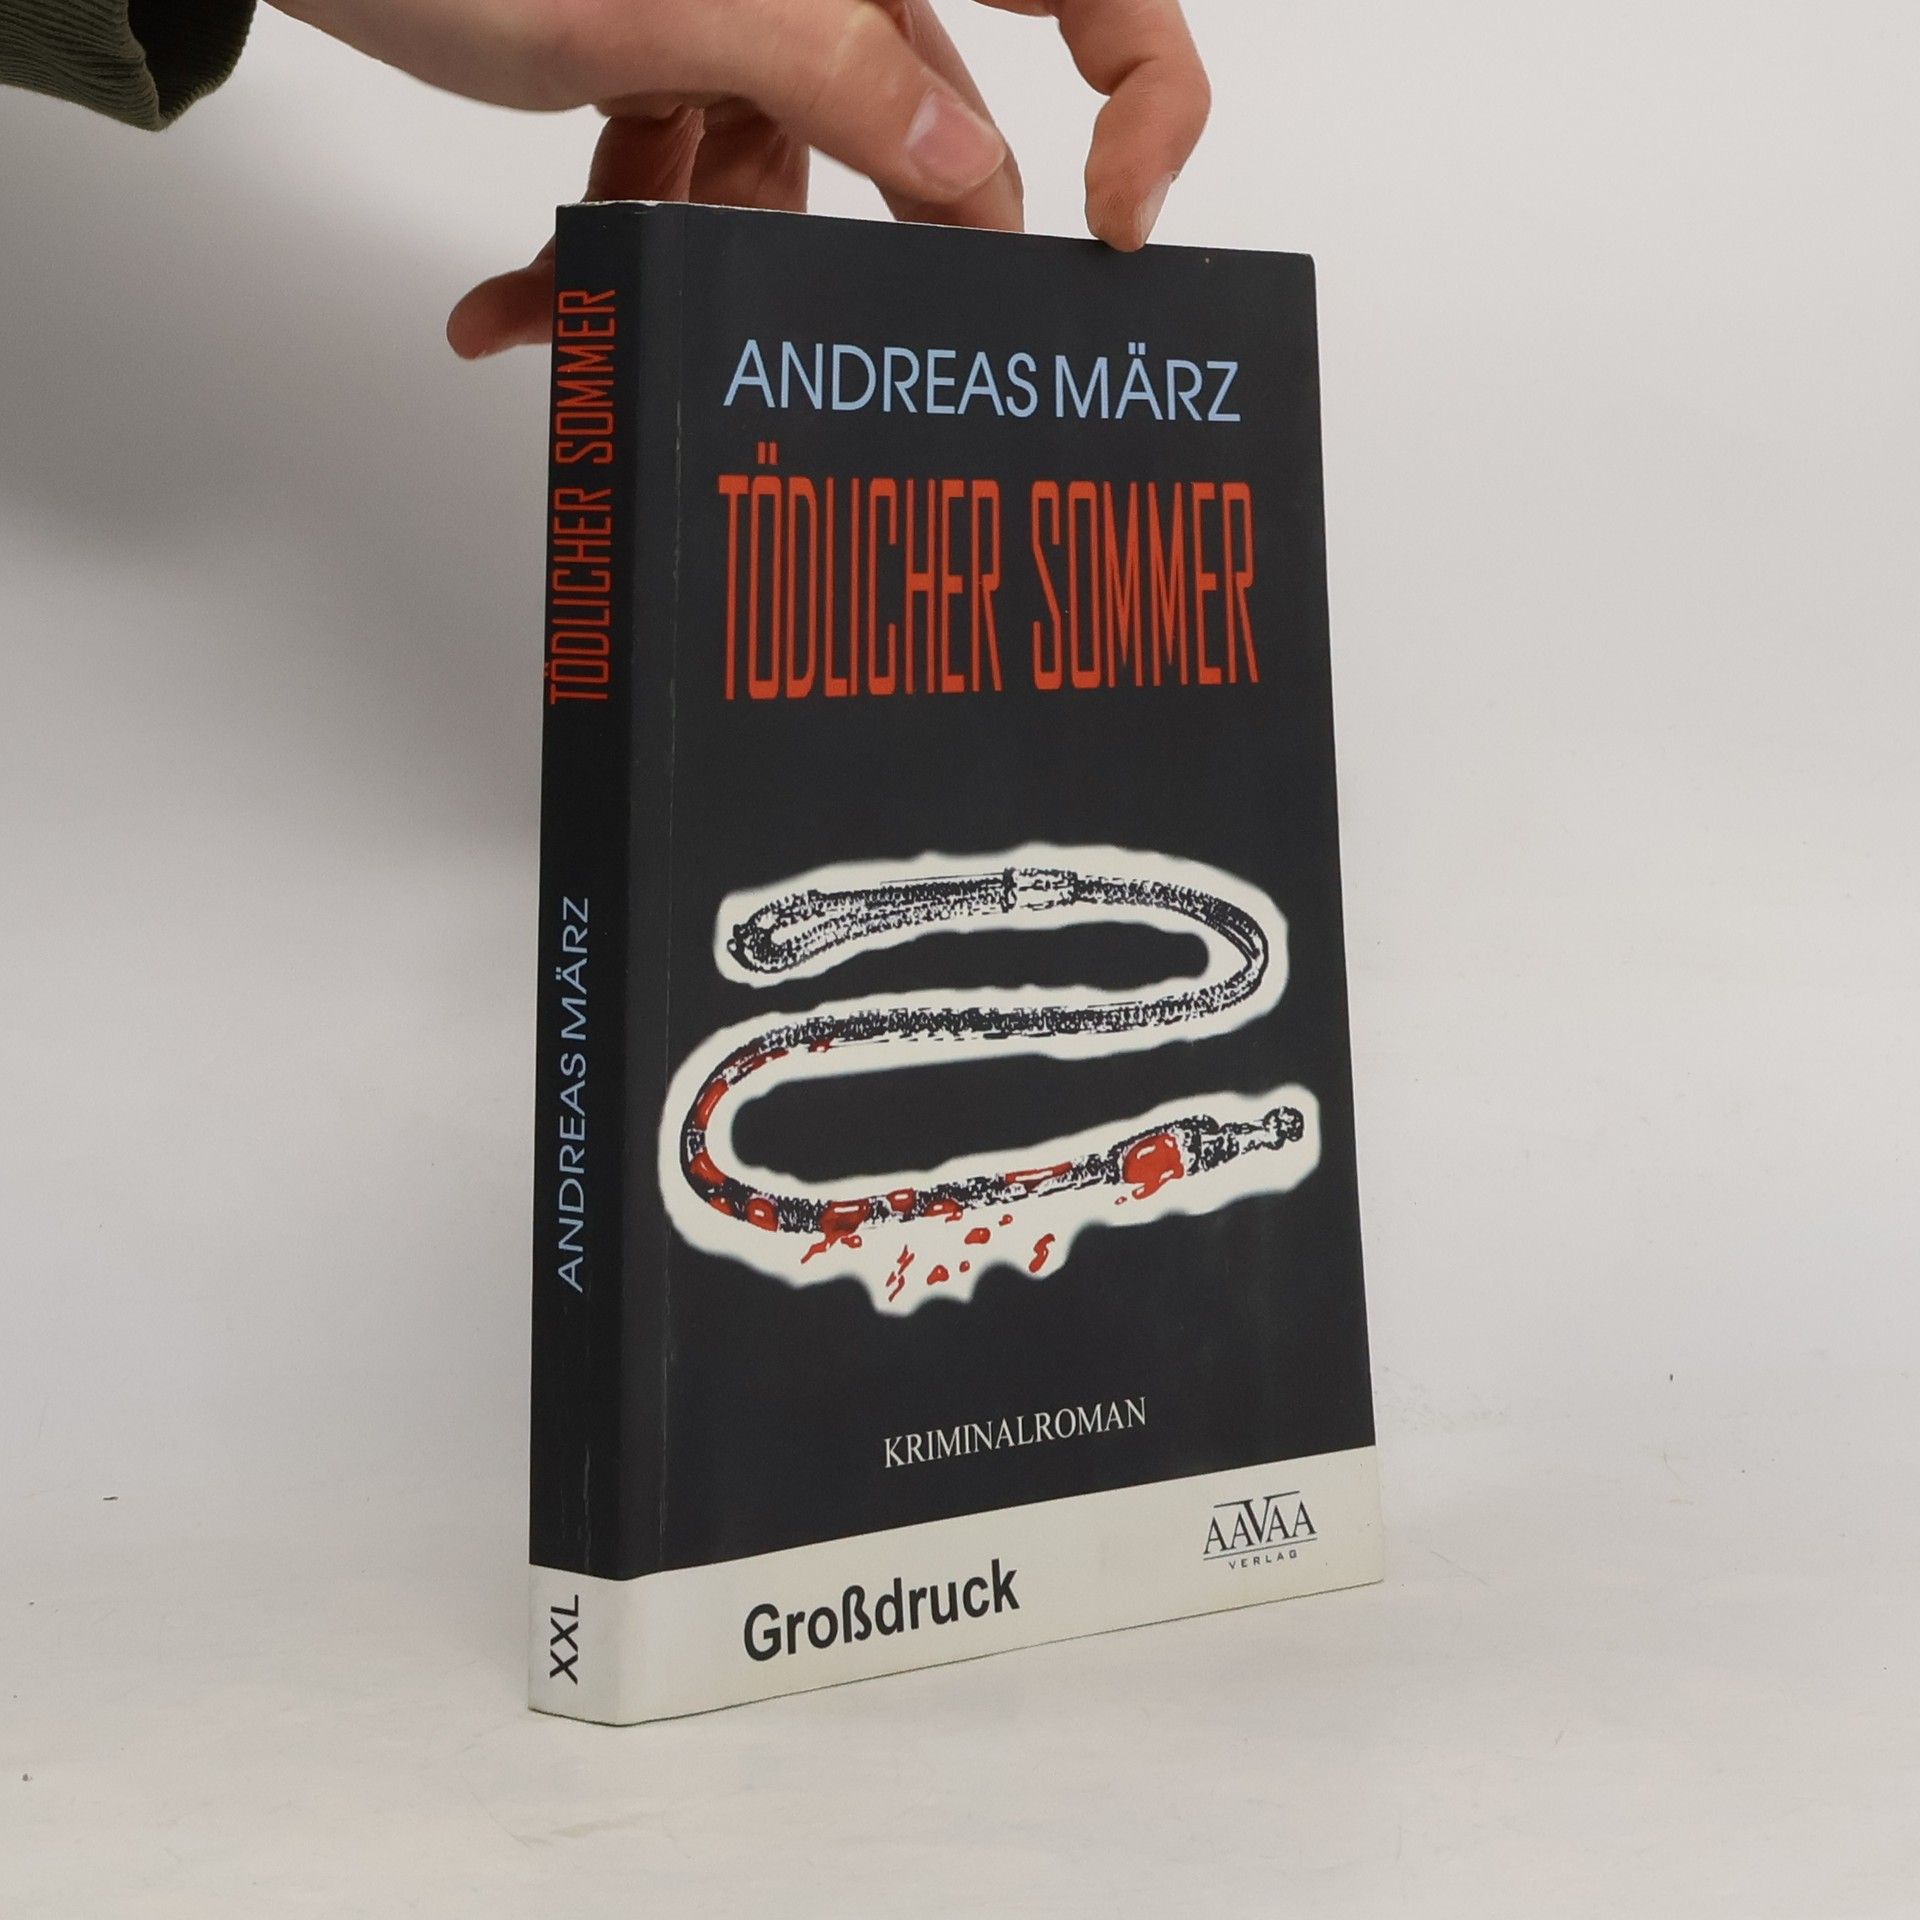 ANDREAS MÄRZ
TÖDLICHER SOMMER
KRIMINALROMAN
Großdruck
AAVAA
VERLAG
TÖDLICHER SOMMER
ANDREAS MÄRZ
XXL